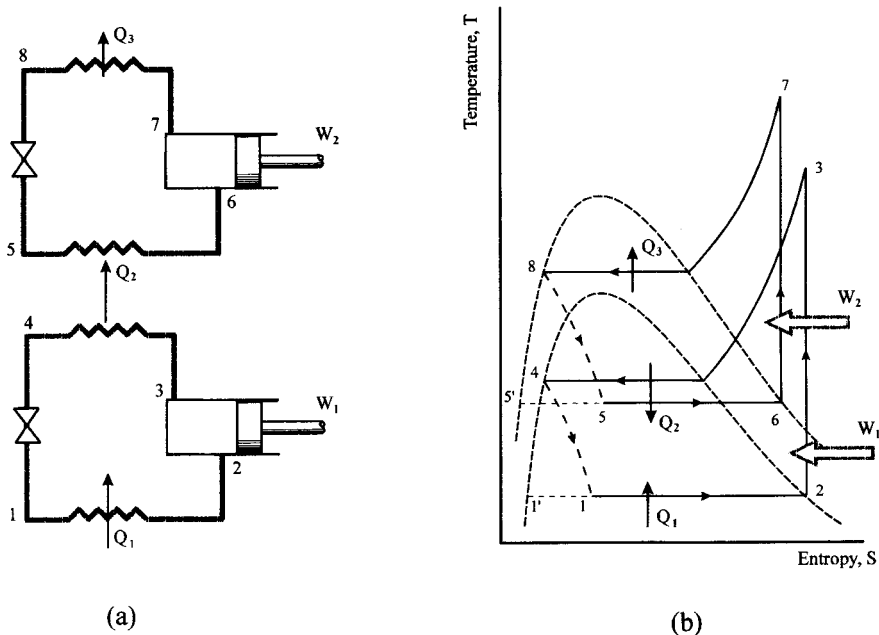 8
Q₃
7
W₂
6
5
Q₂
4
3
W₁
2
1
Q₁
(a)
Temperature, T
7
3
8
Q₃
W₂
4
5'
5
6
Q₂
W₁
1'
1
2
Q₁
Entropy, S
(b)